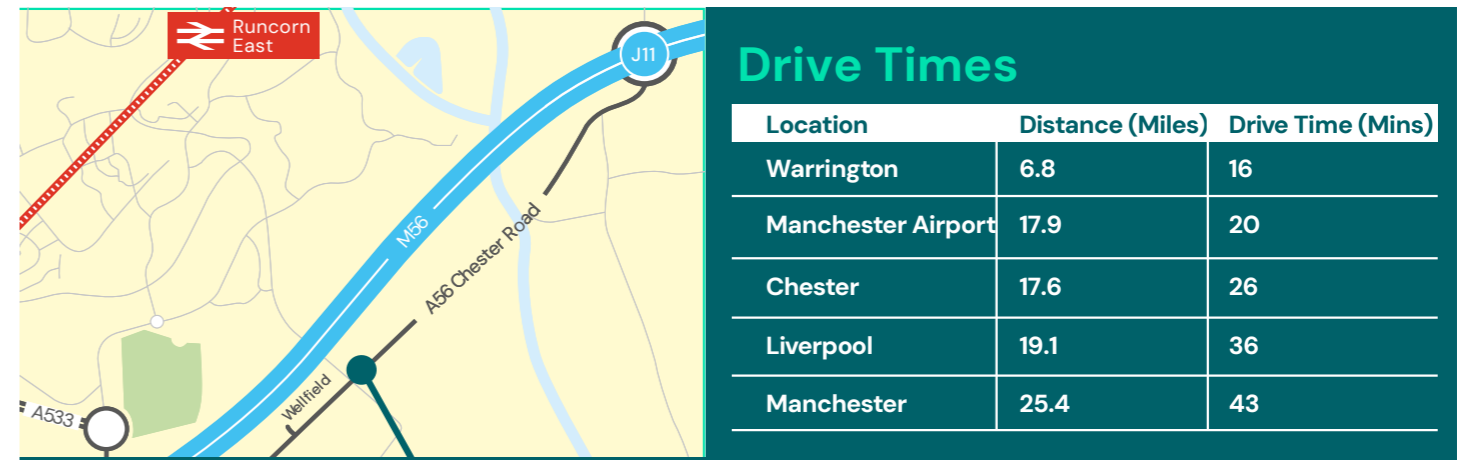 Runcorn
East
J11
M56
A56 Chester Road
Wellfield
A533
Drive Times
Location Distance (Miles) Drive Time (Mins)
Warrington 6.8 16
Manchester Airport 17.9 20
Chester 17.6 26
Liverpool 19.1 36
Manchester 25.4 43